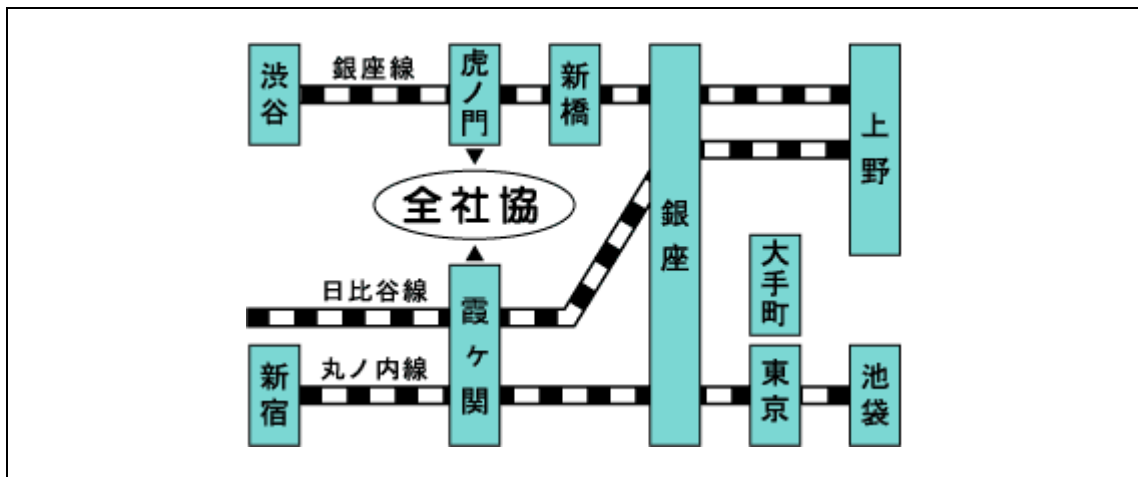 渋谷
銀座線
虎ノ門
新橋
銀座
上野
全社協
大手町
日比谷線
霞ヶ関
新宿
丸ノ内線
東京
池袋